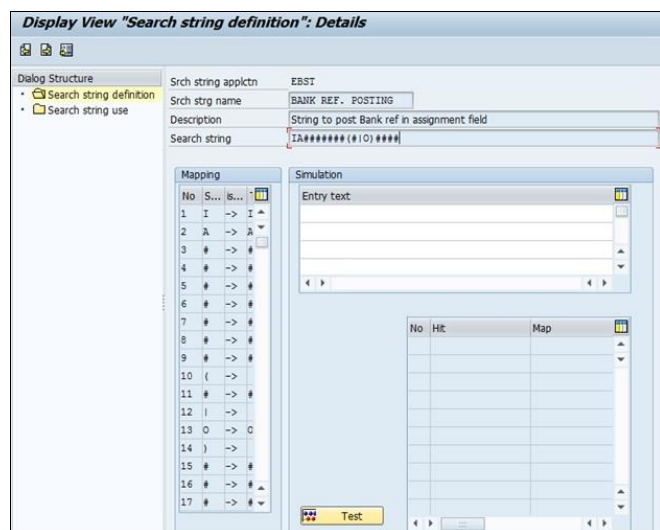 Display View "Search string definition": Details
Dialog Structure
Search string definition
Search string use
Srch string applctn EBST
Srch strg name BANK REF. POSTING
Description String to post Bank ref in assignment field
Search string IA#######(#|O)####
Mapping
No S... is... T
1 I -> I
2 A -> A
3 # -> #
4 # -> #
5 # -> #
6 # -> #
7 # -> #
8 # -> #
9 # -> #
10 ( ->
11 # -> #
12 | ->
13 O -> O
14 ) ->
15 # -> #
16 # -> #
17 # -> #
Simulation
Entry text
No Hit Map
Test